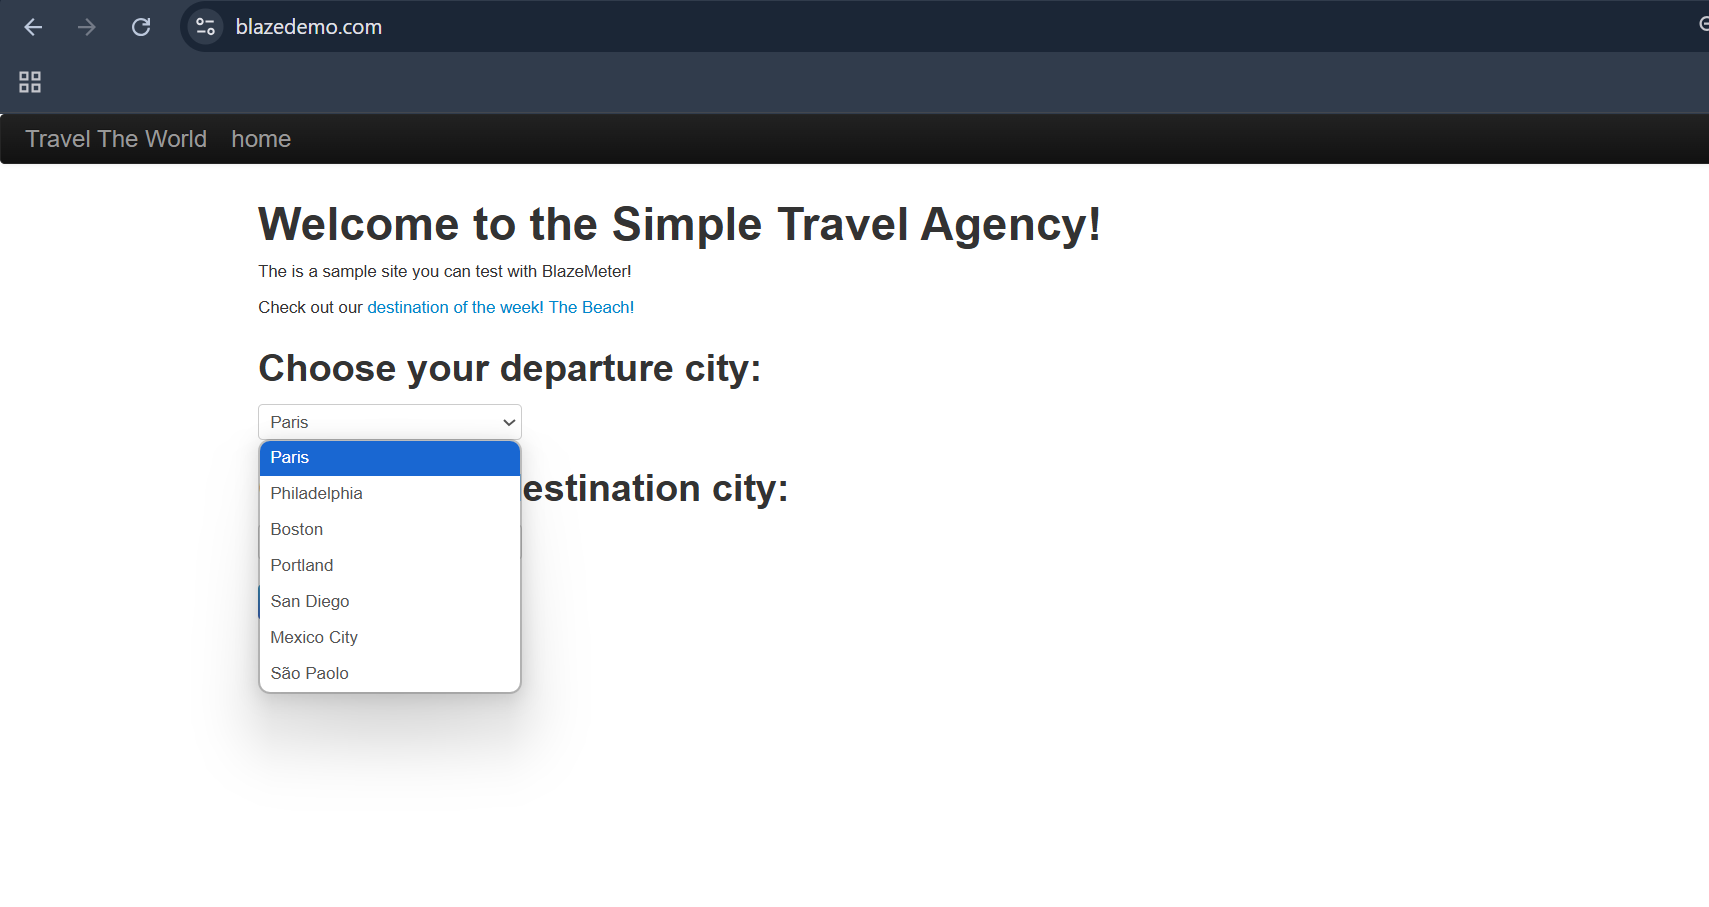 blazedemo.com
Travel The World home
Welcome to the Simple Travel Agency!
The is a sample site you can test with BlazeMeter!
Check out our destination of the week! The Beach!
Choose your departure city:
Paris
Paris
Philadelphia
estination city:
Boston
Portland
San Diego
Mexico City
São Paolo